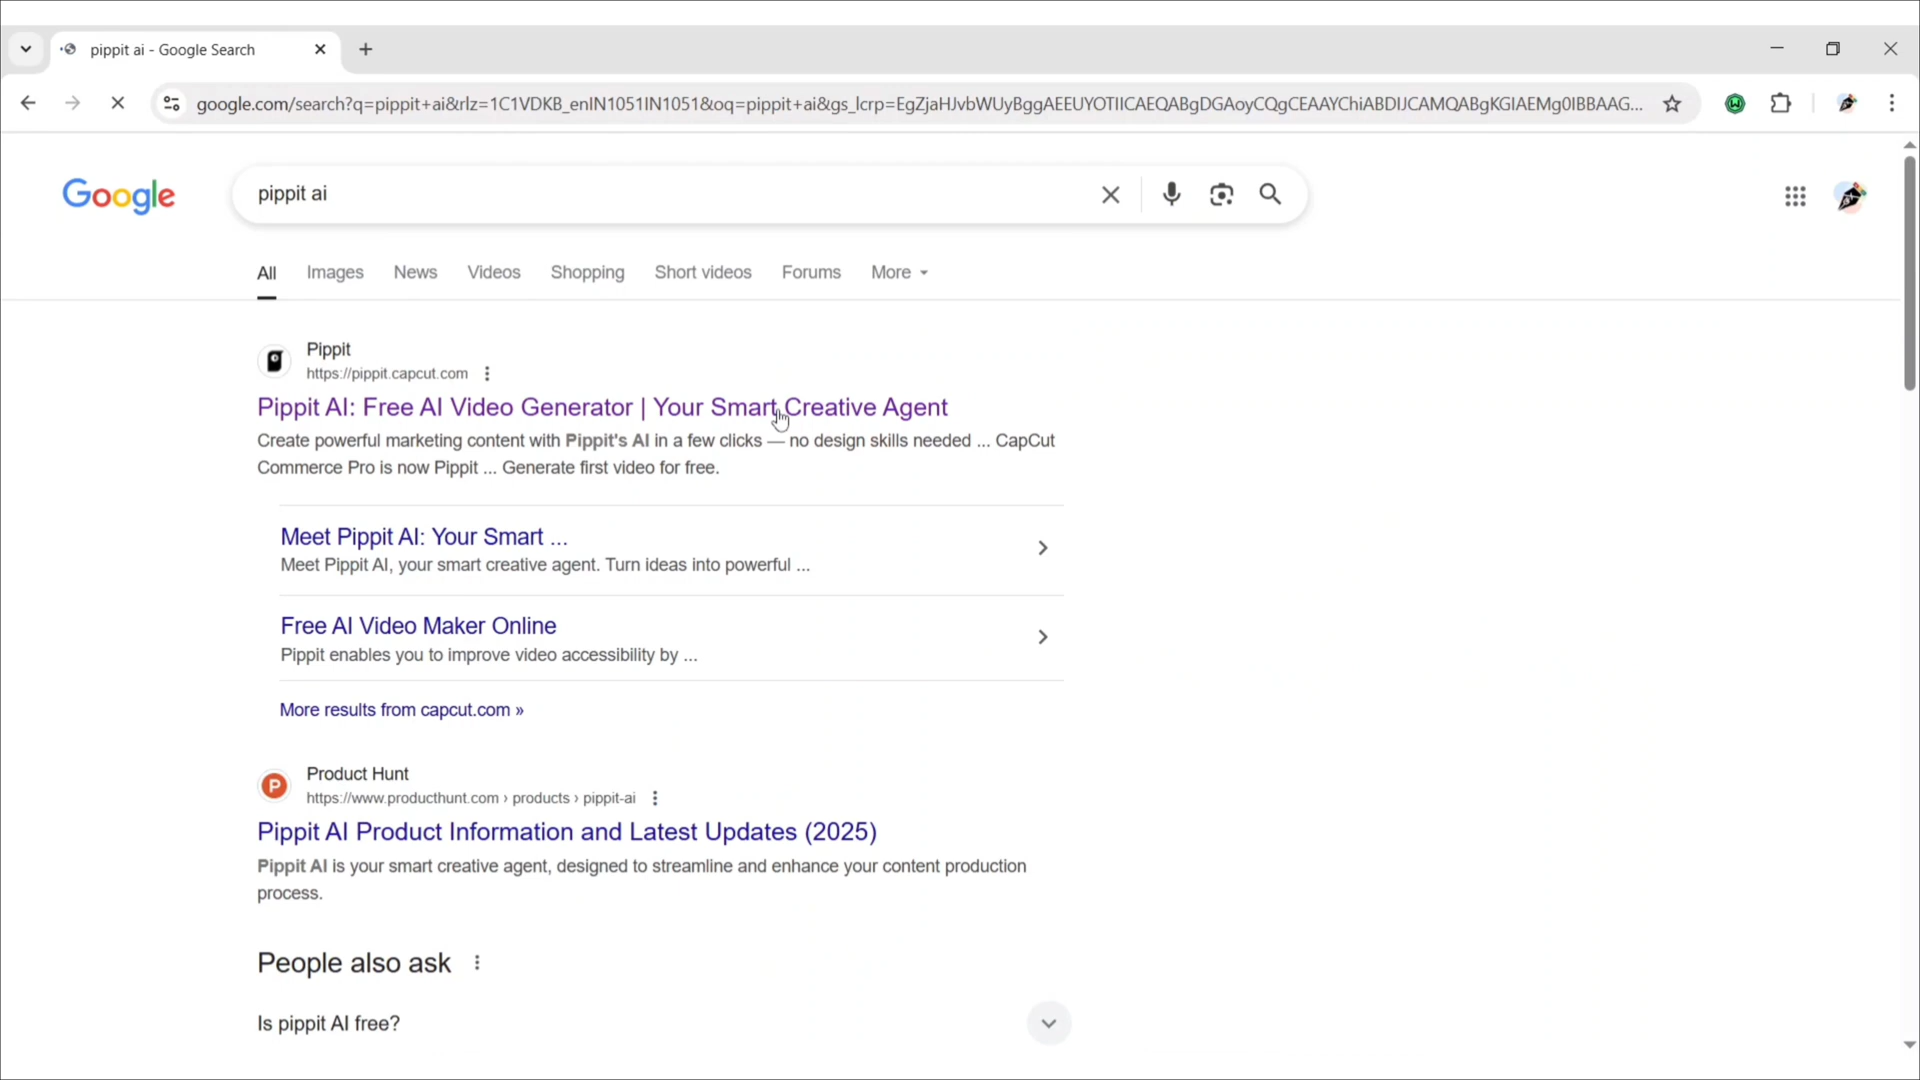 pippit ai - Google Search
google.com/search?q=pippit+ai&rlz=1C1VDKB_enIN1051IN1051&oq=pippit+ai&gs_lcrp=EgZjaHJvbWUyBggAEEUYOTIICAEQABgDGAoyCQgCEAAYChiABDIJCAMQABgKGIAEMg0IBBAAG...
Google
pippit ai
All Images News Videos Shopping Short videos Forums More
Pippit
https://pippit.capcut.com
Pippit AI: Free AI Video Generator | Your Smart Creative Agent
Create powerful marketing content with Pippit's AI in a few clicks — no design skills needed ... CapCut
Commerce Pro is now Pippit ... Generate first video for free.
Meet Pippit AI: Your Smart ...
Meet Pippit AI, your smart creative agent. Turn ideas into powerful ...
Free AI Video Maker Online
Pippit enables you to improve video accessibility by ...
More results from capcut.com »
P
Product Hunt
https://www.producthunt.com › products › pippit-ai
Pippit AI Product Information and Latest Updates (2025)
Pippit AI is your smart creative agent, designed to streamline and enhance your content production
process.
People also ask
Is pippit AI free?